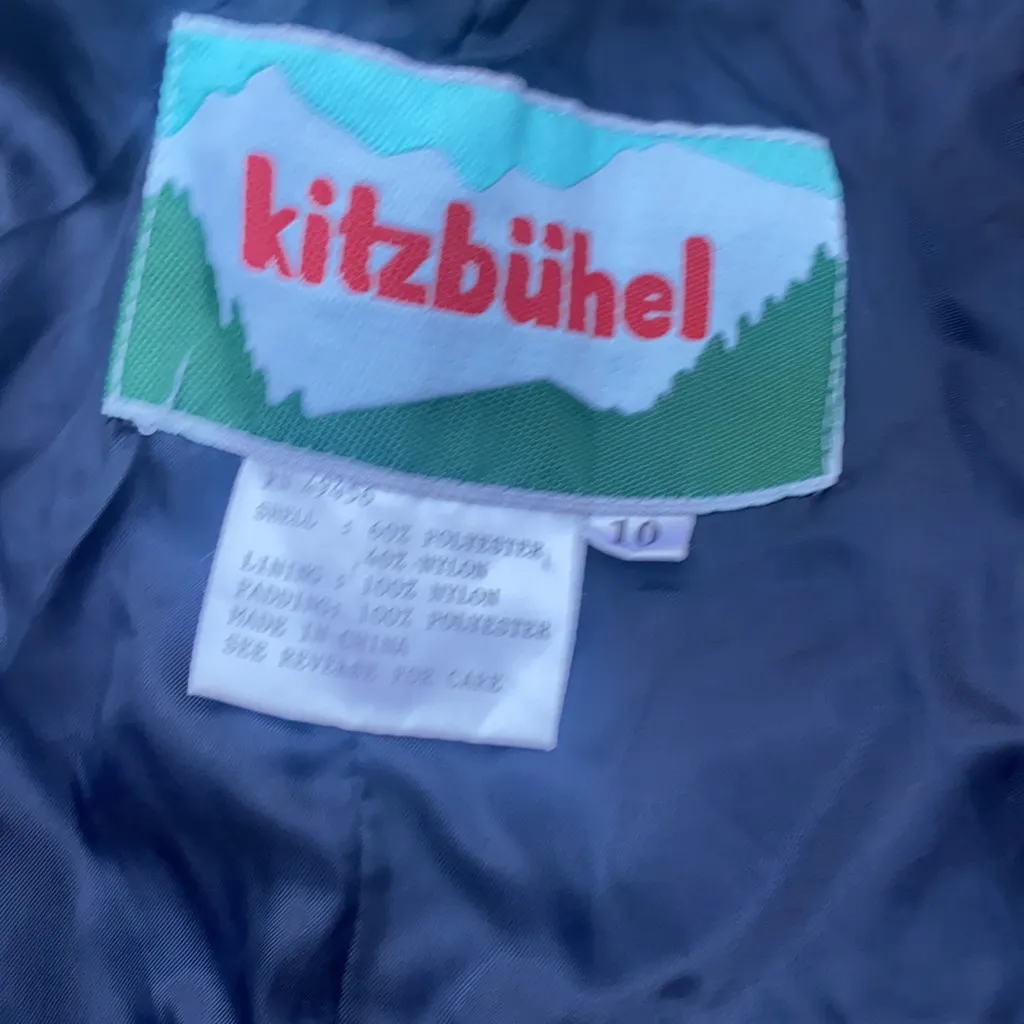 kitzbühel
10
SHELL : 60% POLYESTER,
40% NYLON
LINING : 100% NYLON
PADDING: 100% POLYESTER
MADE IN CHINA
SEE REVERSE FOR CARE